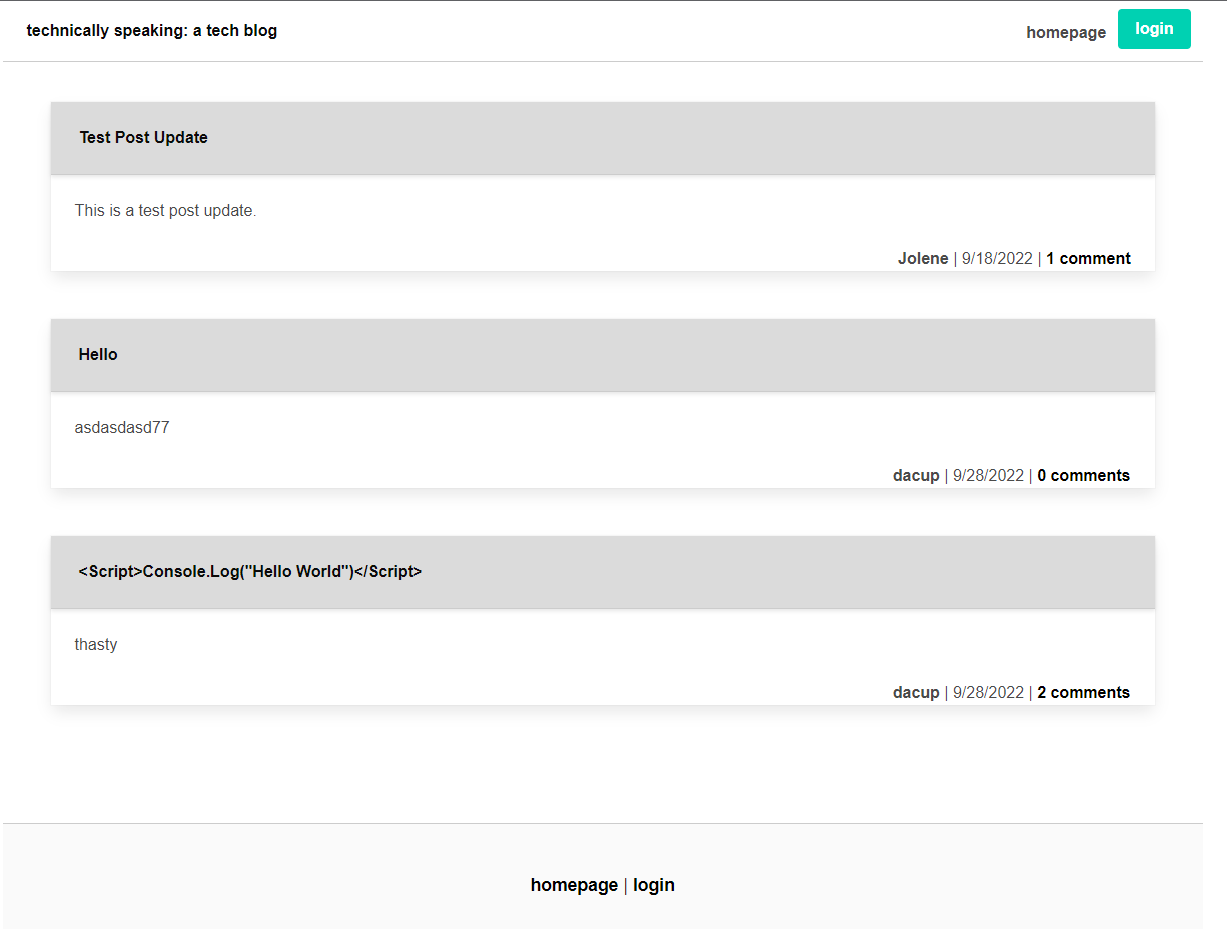 technically speaking: a tech blog homepage login
Test Post Update
This is a test post update.
Jolene | 9/18/2022 | 1 comment
Hello
asdasdasd77
dacup | 9/28/2022 | 0 comments
<Script>Console.Log("Hello World")</Script>
thasty
dacup | 9/28/2022 | 2 comments
homepage | login